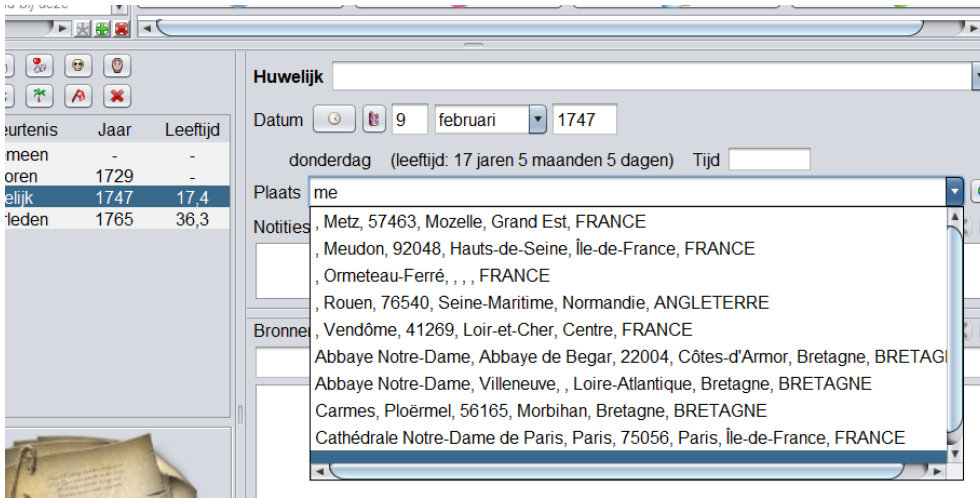 Huwelijk
Datum 9 februari 1747
donderdag (leeftijd: 17 jaren 5 maanden 5 dagen) Tijd
Plaats me
Notities
Bronnen
eurtenis Jaar Leeftijd
meen - -
oren 1729 -
elijk 1747 17,4
rleden 1765 36,3
, Metz, 57463, Mozelle, Grand Est, FRANCE
, Meudon, 92048, Hauts-de-Seine, Île-de-France, FRANCE
, Ormeteau-Ferré, , , , FRANCE
, Rouen, 76540, Seine-Maritime, Normandie, ANGLETERRE
, Vendôme, 41269, Loir-et-Cher, Centre, FRANCE
Abbaye Notre-Dame, Abbaye de Begar, 22004, Côtes-d'Armor, Bretagne, BRETAG
Abbaye Notre-Dame, Villeneuve, , Loire-Atlantique, Bretagne, BRETAGNE
Carmes, Ploërmel, 56165, Morbihan, Bretagne, BRETAGNE
Cathédrale Notre-Dame de Paris, Paris, 75056, Paris, Île-de-France, FRANCE